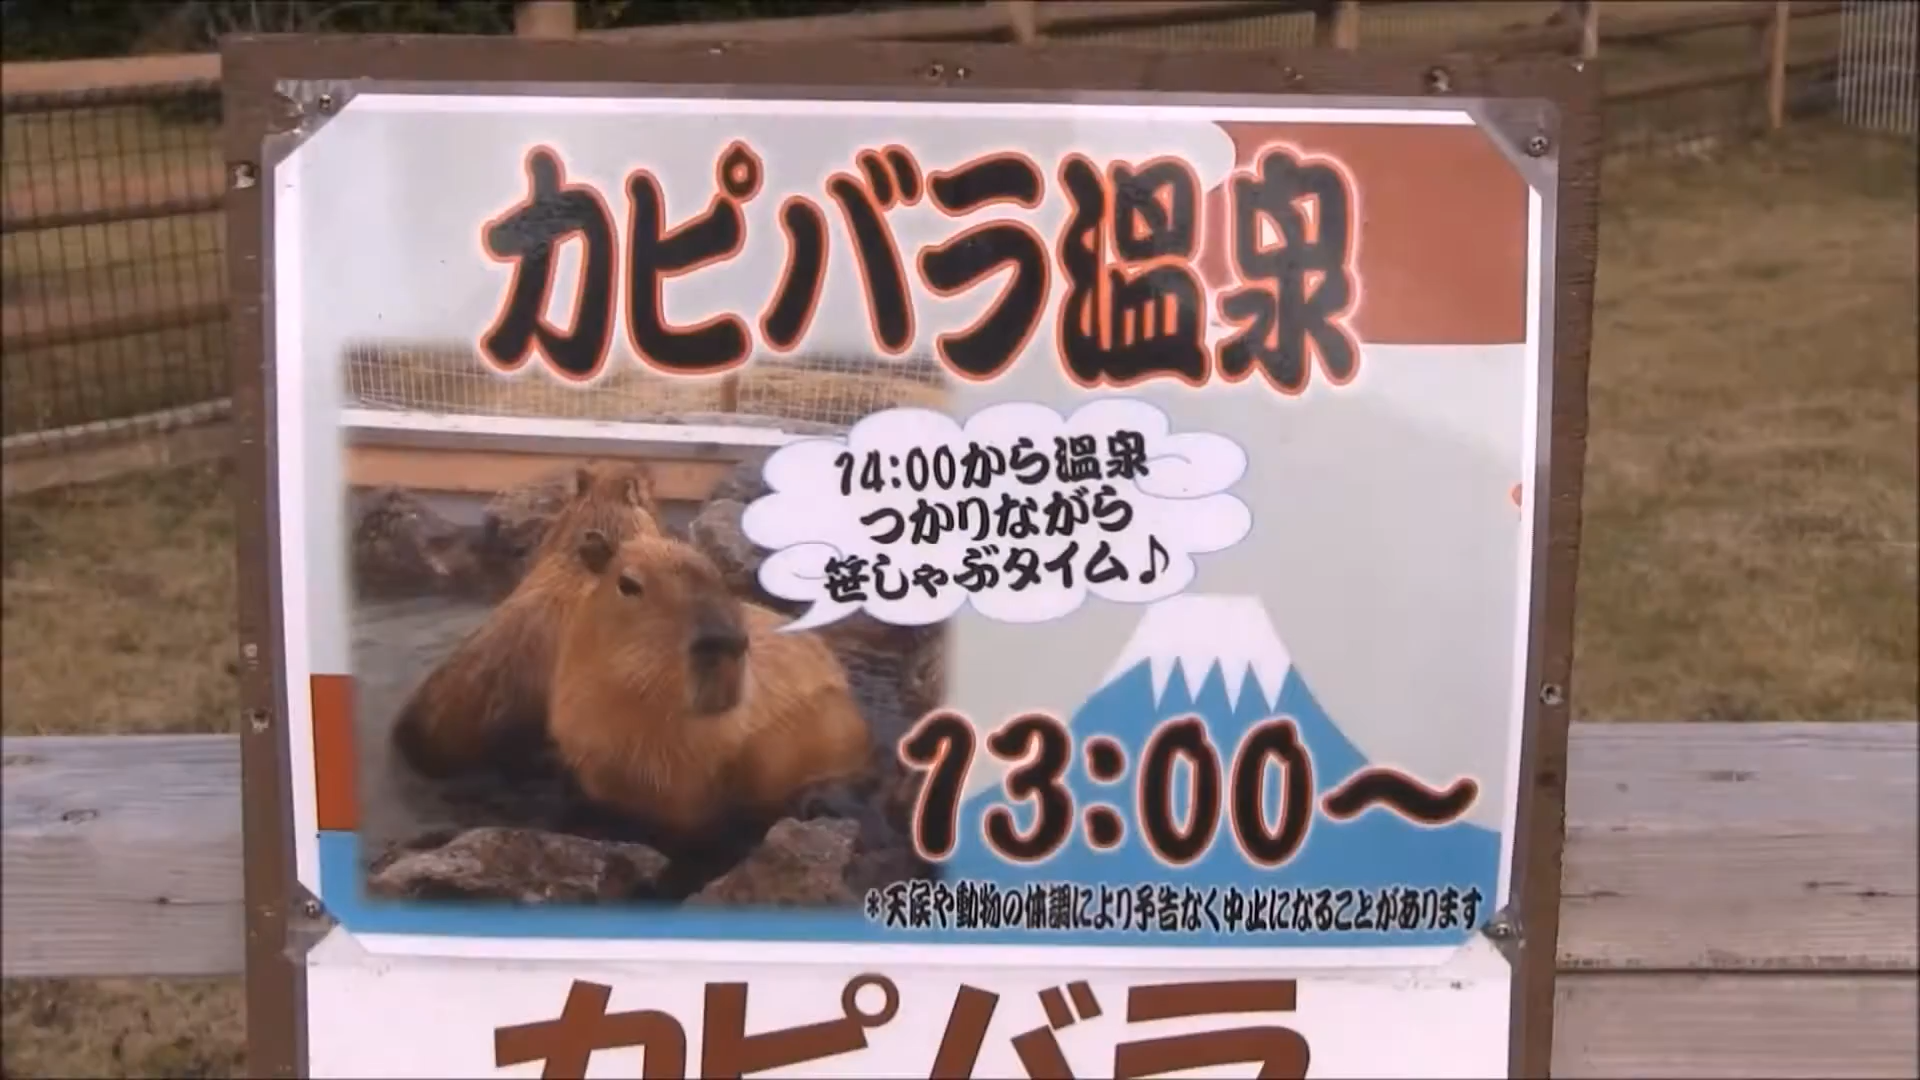 カピバラ温泉
14:00から温泉
つかりながら
笹しゃぶタイム♪
13:00～
*天候や動物の体調により予告なく中止になることがあります
カピバラ